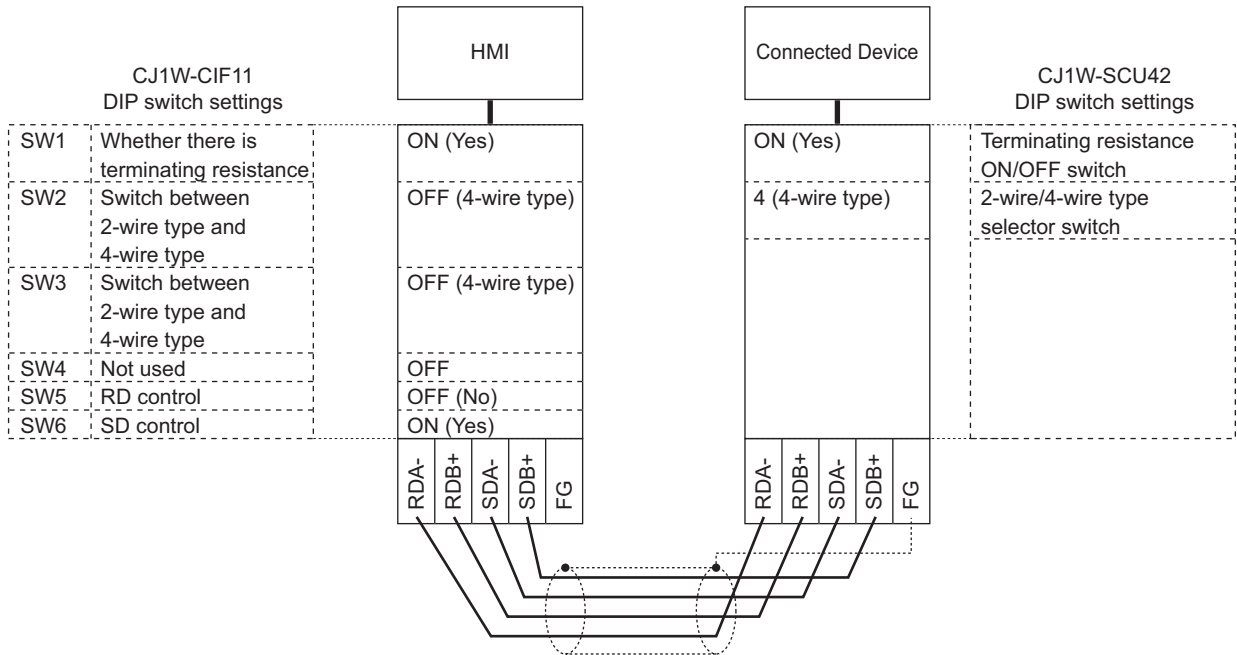 HMI
Connected Device
CJ1W-CIF11
DIP switch settings
CJ1W-SCU42
DIP switch settings
SW1 Whether there is
terminating resistance
ON (Yes)
ON (Yes)
Terminating resistance
ON/OFF switch
SW2 Switch between
2-wire type and
4-wire type
OFF (4-wire type)
4 (4-wire type)
2-wire/4-wire type
selector switch
SW3 Switch between
2-wire type and
4-wire type
OFF (4-wire type)
SW4 Not used
OFF
SW5 RD control
OFF (No)
SW6 SD control
ON (Yes)
RDA-
RDB+
SDA-
SDB+
FG
RDA-
RDB+
SDA-
SDB+
FG